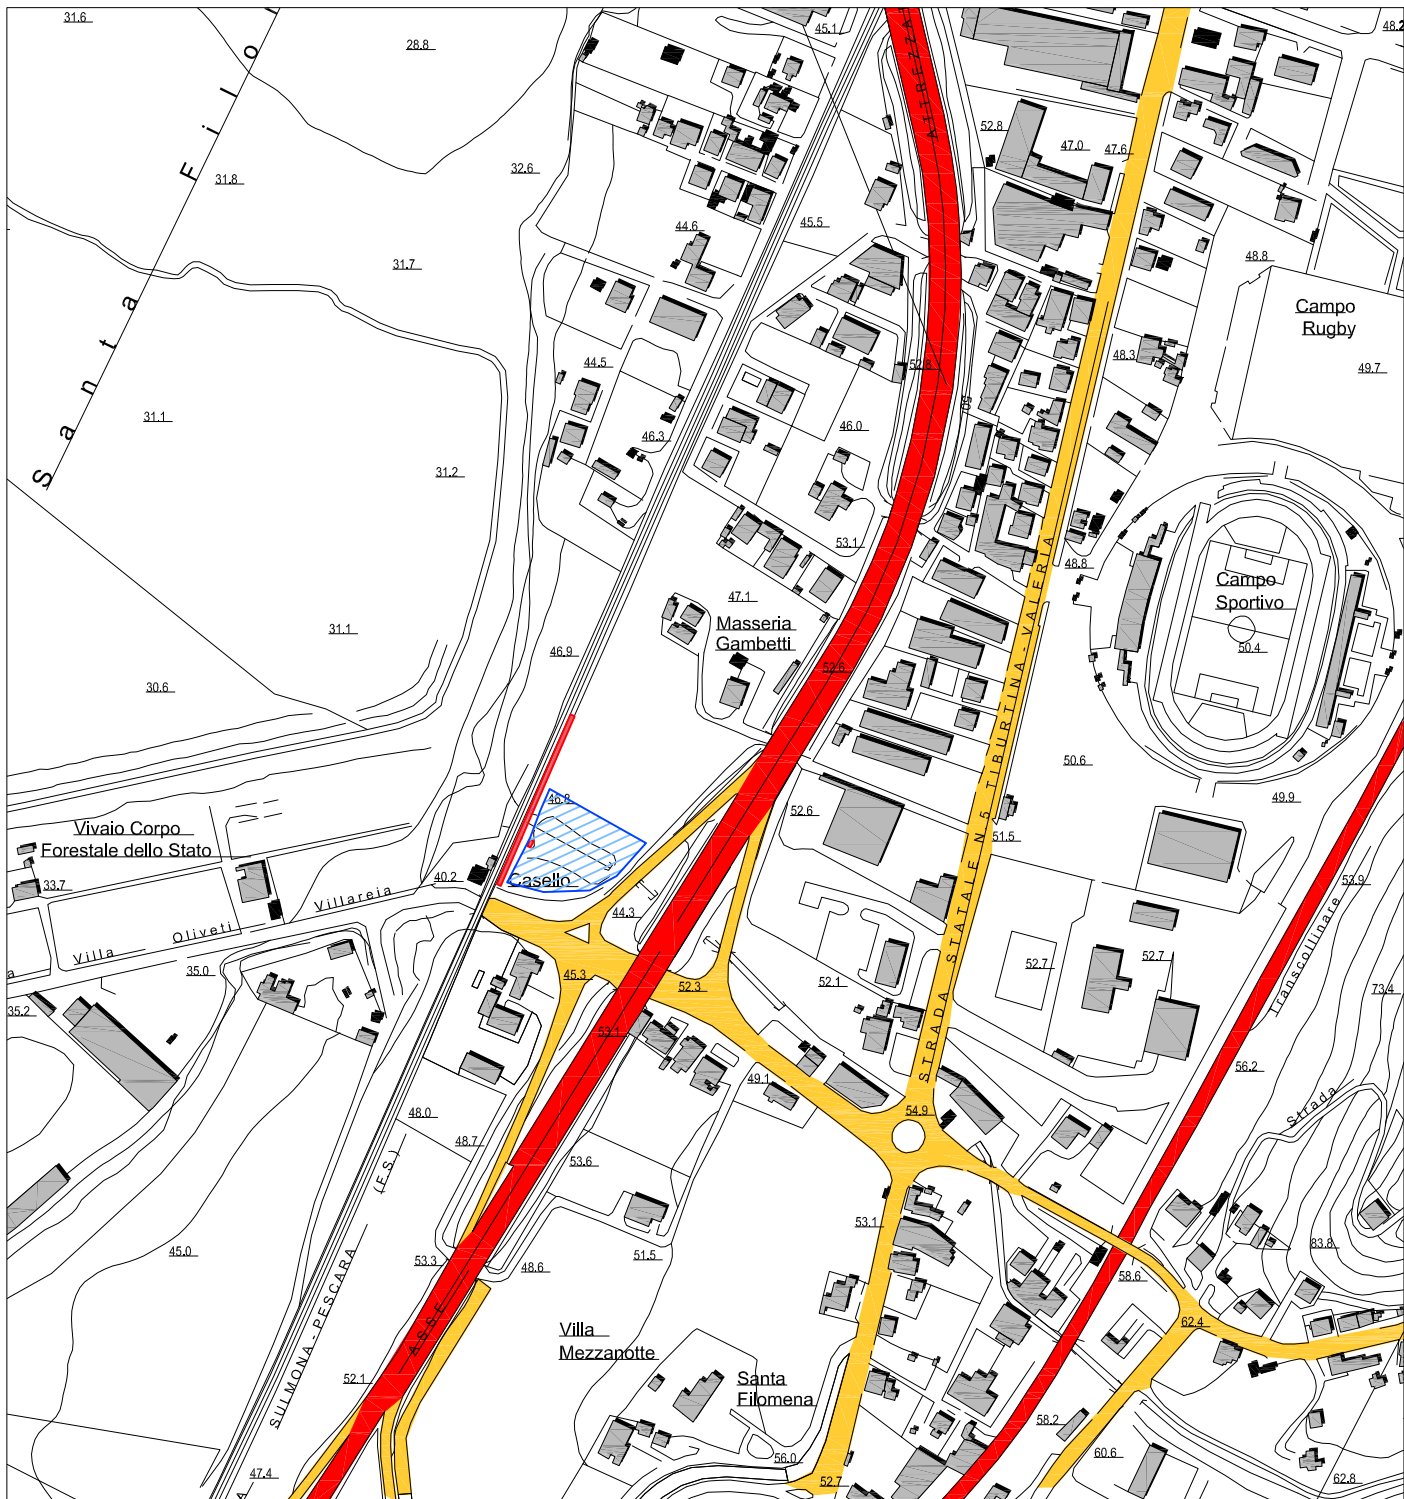 31.6
28.8
45.1
48.2
52.8
47.0
47.6
32.6
31.8
45.5
44.6
48.8
31.7
Campo
Rugby
48.3
49.7
44.5
52.8
50
31.1
46.3
46.0
31.2
53.1
48.8
Campo
Sportivo
50.4
47.1
31.1
Masseria
Gambetti
46.9
52.6
30.6
50.6
46.8
49.9
52.6
51.5
Vivaio Corpo
Forestale dello Stato
Casello
40.2
33.7
Villareia
53.9
44.3
Oliveti
Villa
a
35.0
45.3
52.3
52.1
52.7
52.7
73.4
35.2
53.1
56.2
49.1
48.0
54.9
48.7
53.6
Strada
53.1
45.0
53.3
48.6
51.5
83.8
58.6
62.4
Villa
Mezzanotte
52.1
Santa
Filomena
58.2
60.6
56.0
52.7
47.4
62.8
Santa Filo
STRADA STATALE N.5 TIBURTINA-VALERIA
Transcollinare
SULMONA-PESCARA (F.S.)
ASSE
ATTREZZA